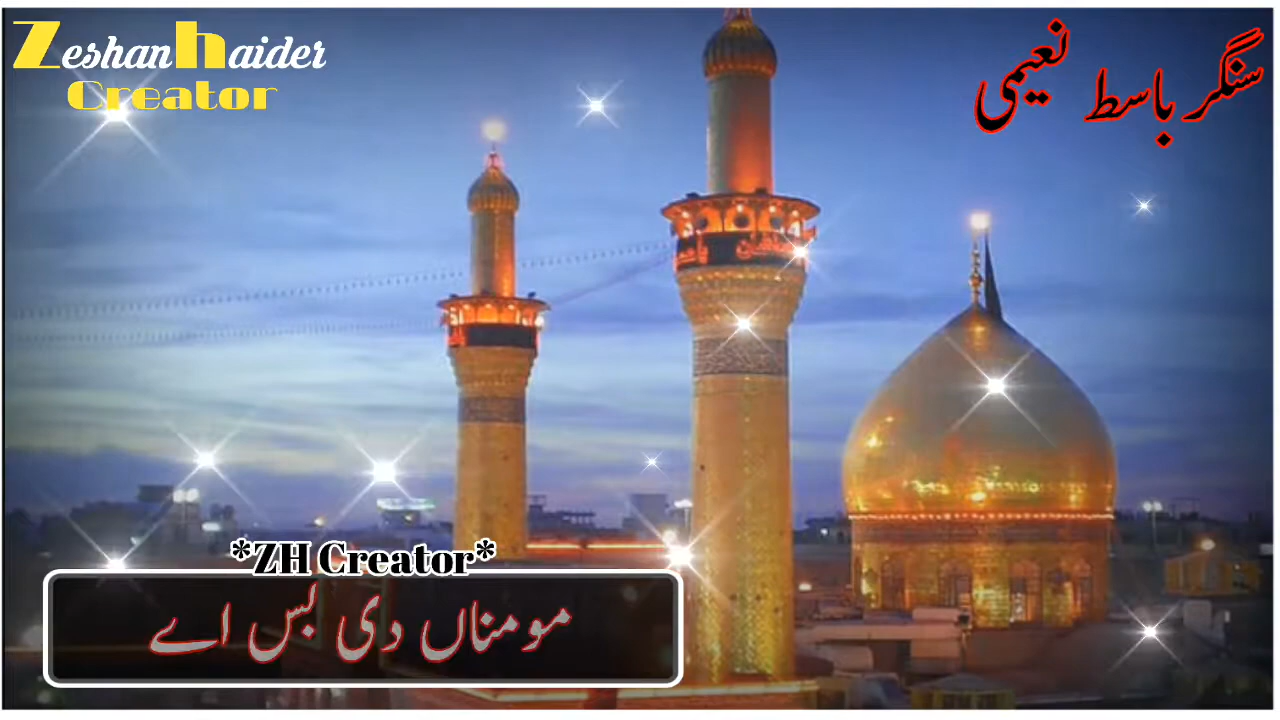 Zeshan haider
Creator
سنگر باسط نعیمی
*ZH Creator*
مومناں دی بس اے